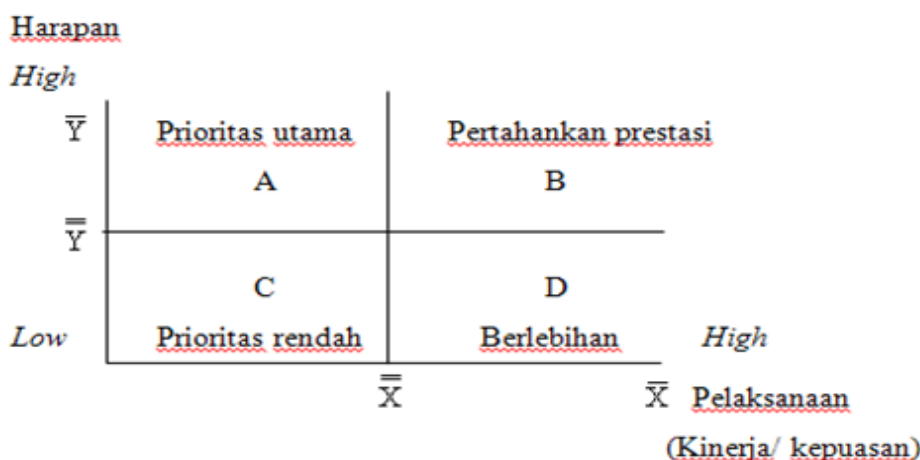 Harapan
High
Y̅ Prioritas utama Pertahankan prestasi
A B
Y̿
C D
Low Prioritas rendah Berlebihan High
X̿ X̅ Pelaksanaan
(Kinerja/ kepuasan)